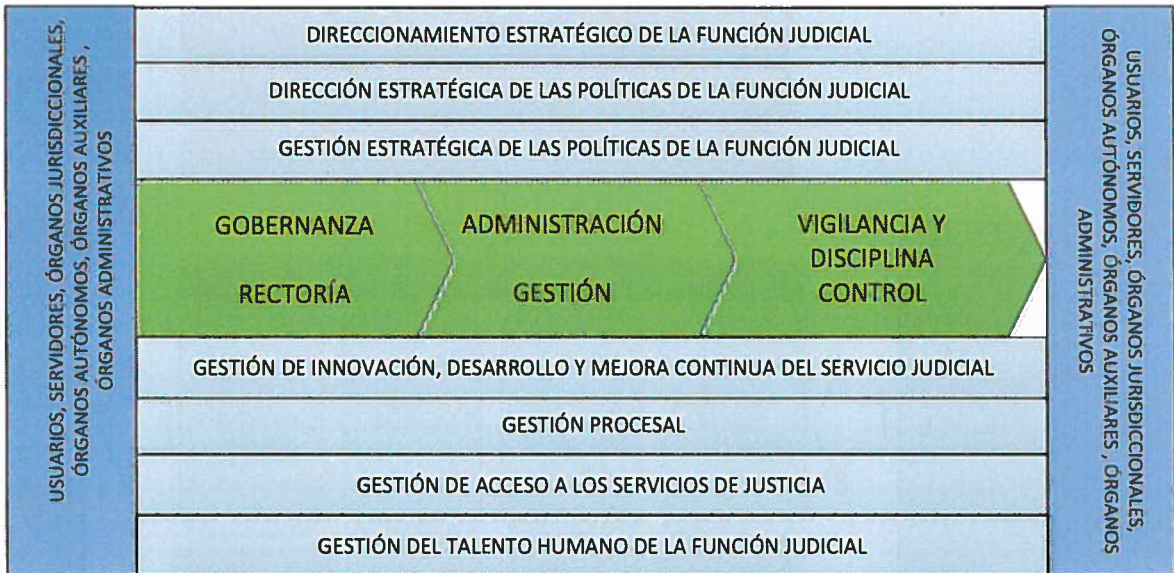 USUARIOS, SERVIDORES, ÓRGANOS JURISDICCIONALES,
ÓRGANOS AUTÓNOMOS, ÓRGANOS AUXILIARES ,
ÓRGANOS ADMINISTRATIVOS
DIRECCIONAMIENTO ESTRATÉGICO DE LA FUNCIÓN JUDICIAL
DIRECCIÓN ESTRATÉGICA DE LAS POLÍTICAS DE LA FUNCIÓN JUDICIAL
GESTIÓN ESTRATÉGICA DE LAS POLÍTICAS DE LA FUNCIÓN JUDICIAL
GOBERNANZA
RECTORÍA
ADMINISTRACIÓN
GESTIÓN
VIGILANCIA Y
DISCIPLINA
CONTROL
GESTIÓN DE INNOVACIÓN, DESARROLLO Y MEJORA CONTINUA DEL SERVICIO JUDICIAL
GESTIÓN PROCESAL
GESTIÓN DE ACCESO A LOS SERVICIOS DE JUSTICIA
GESTIÓN DEL TALENTO HUMANO DE LA FUNCIÓN JUDICIAL
USUARIOS, SERVIDORES, ÓRGANOS JURISDICCIONALES,
ÓRGANOS AUTÓNOMOS, ÓRGANOS AUXILIARES , ÓRGANOS
ADMINISTRATIVOS